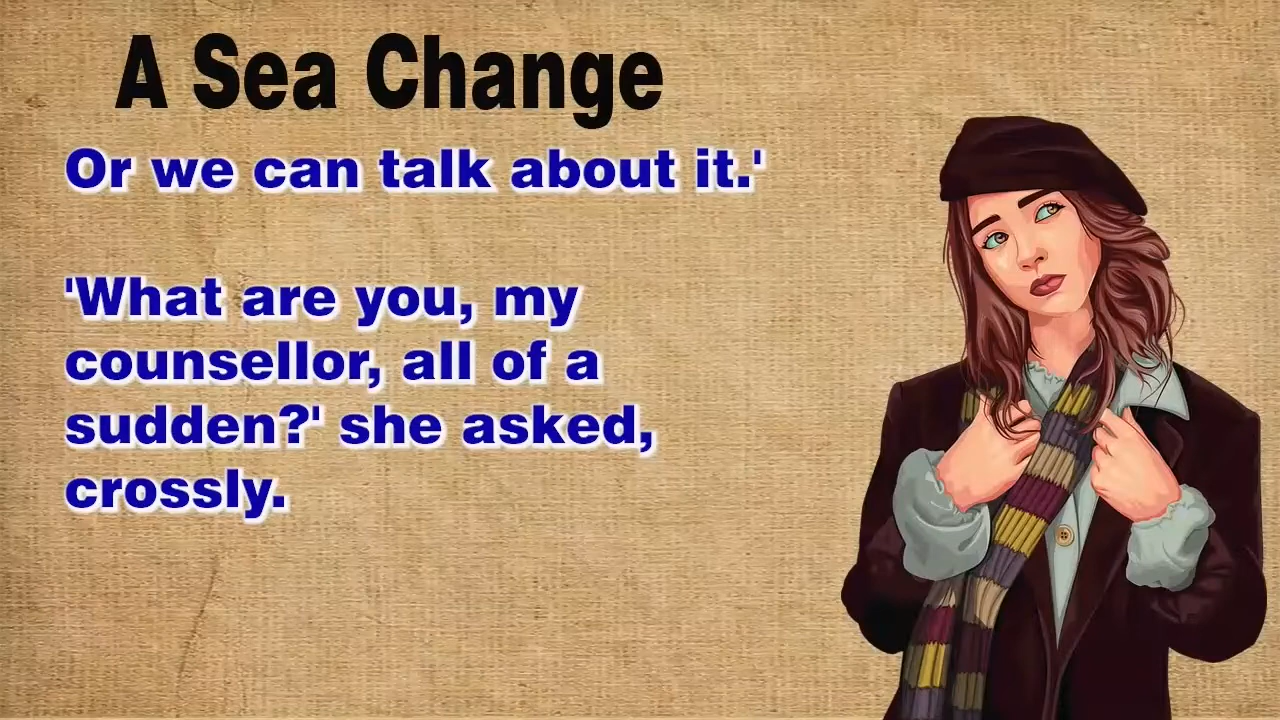 A Sea Change
Or we can talk about it.'
'What are you, my
counsellor, all of a
sudden?' she asked,
crossly.